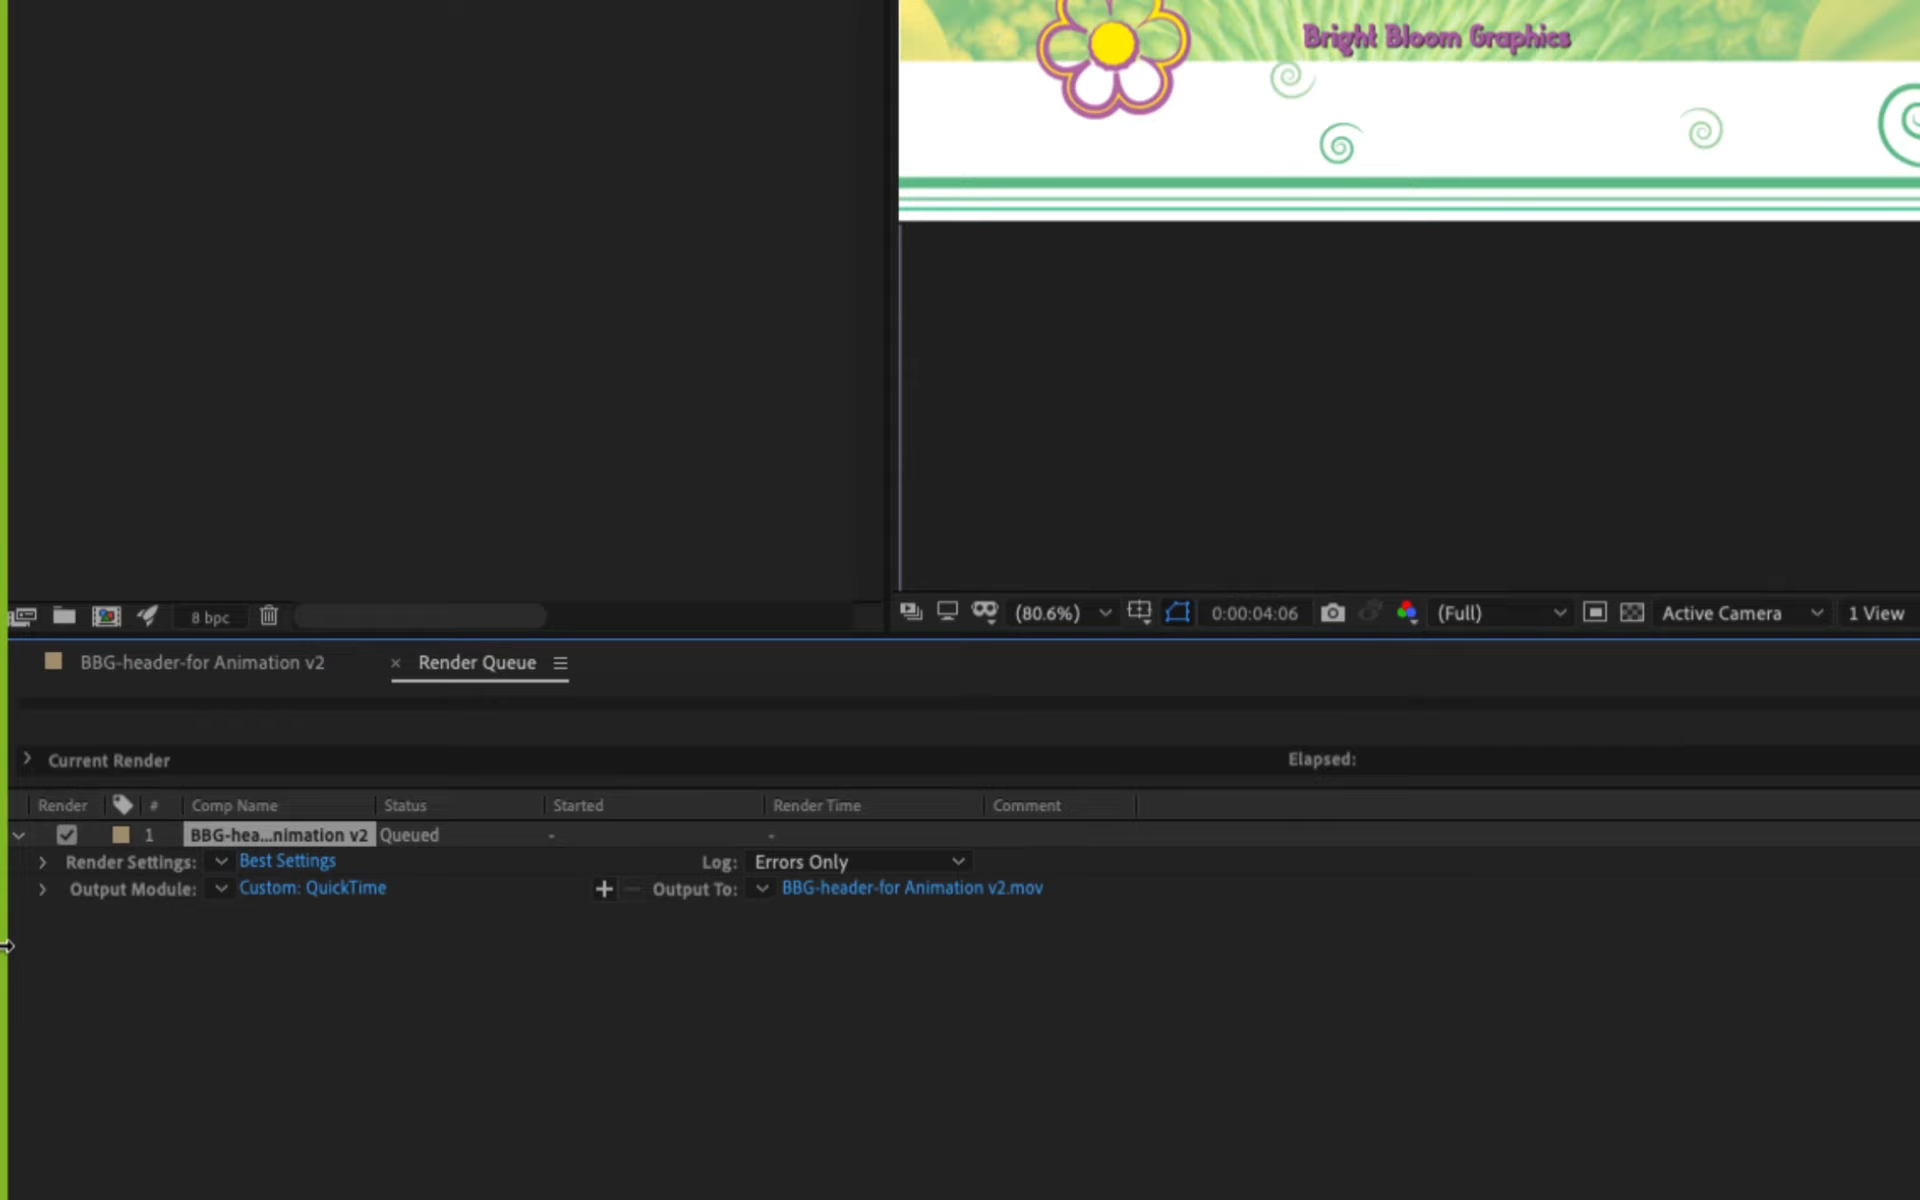 Bright Bloom Graphics
8 bpc
(80.6%)
0:00:04:06
(Full)
Active Camera
1 View
BBG-header-for Animation v2
× Render Queue
Current Render
Elapsed:
Render # Comp Name Status Started Render Time Comment
1 BBG-hea...nimation v2 Queued - -
Render Settings: Best Settings Log: Errors Only
Output Module: Custom: QuickTime + Output To: BBG-header-for Animation v2.mov